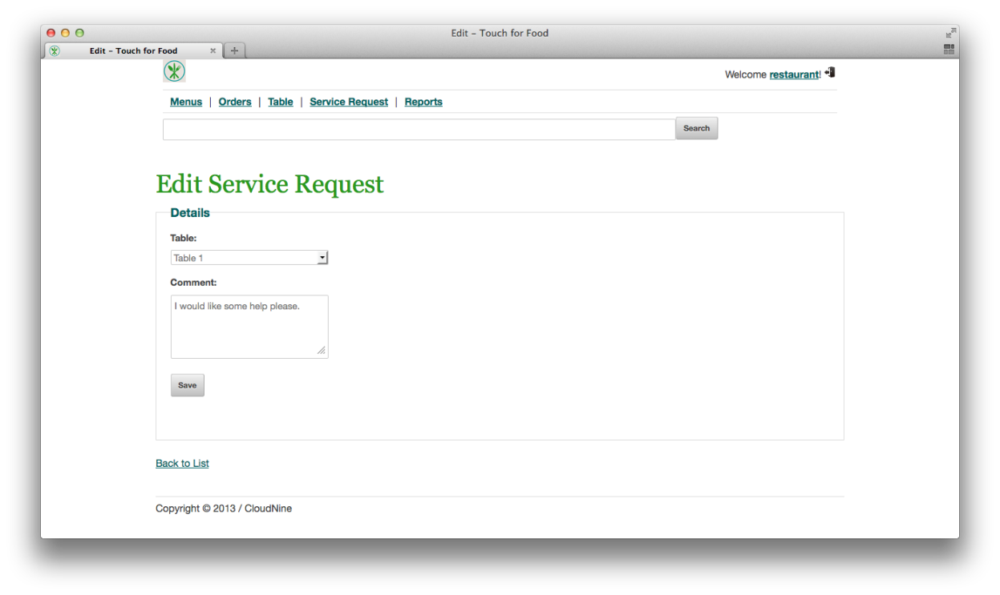 Edit – Touch for Food
Edit – Touch for Food
Welcome restaurant!
Menus | Orders | Table | Service Request | Reports
Search
Edit Service Request
Details
Table:
Table 1
Comment:
I would like some help please.
Save
Back to List
Copyright © 2013 / CloudNine